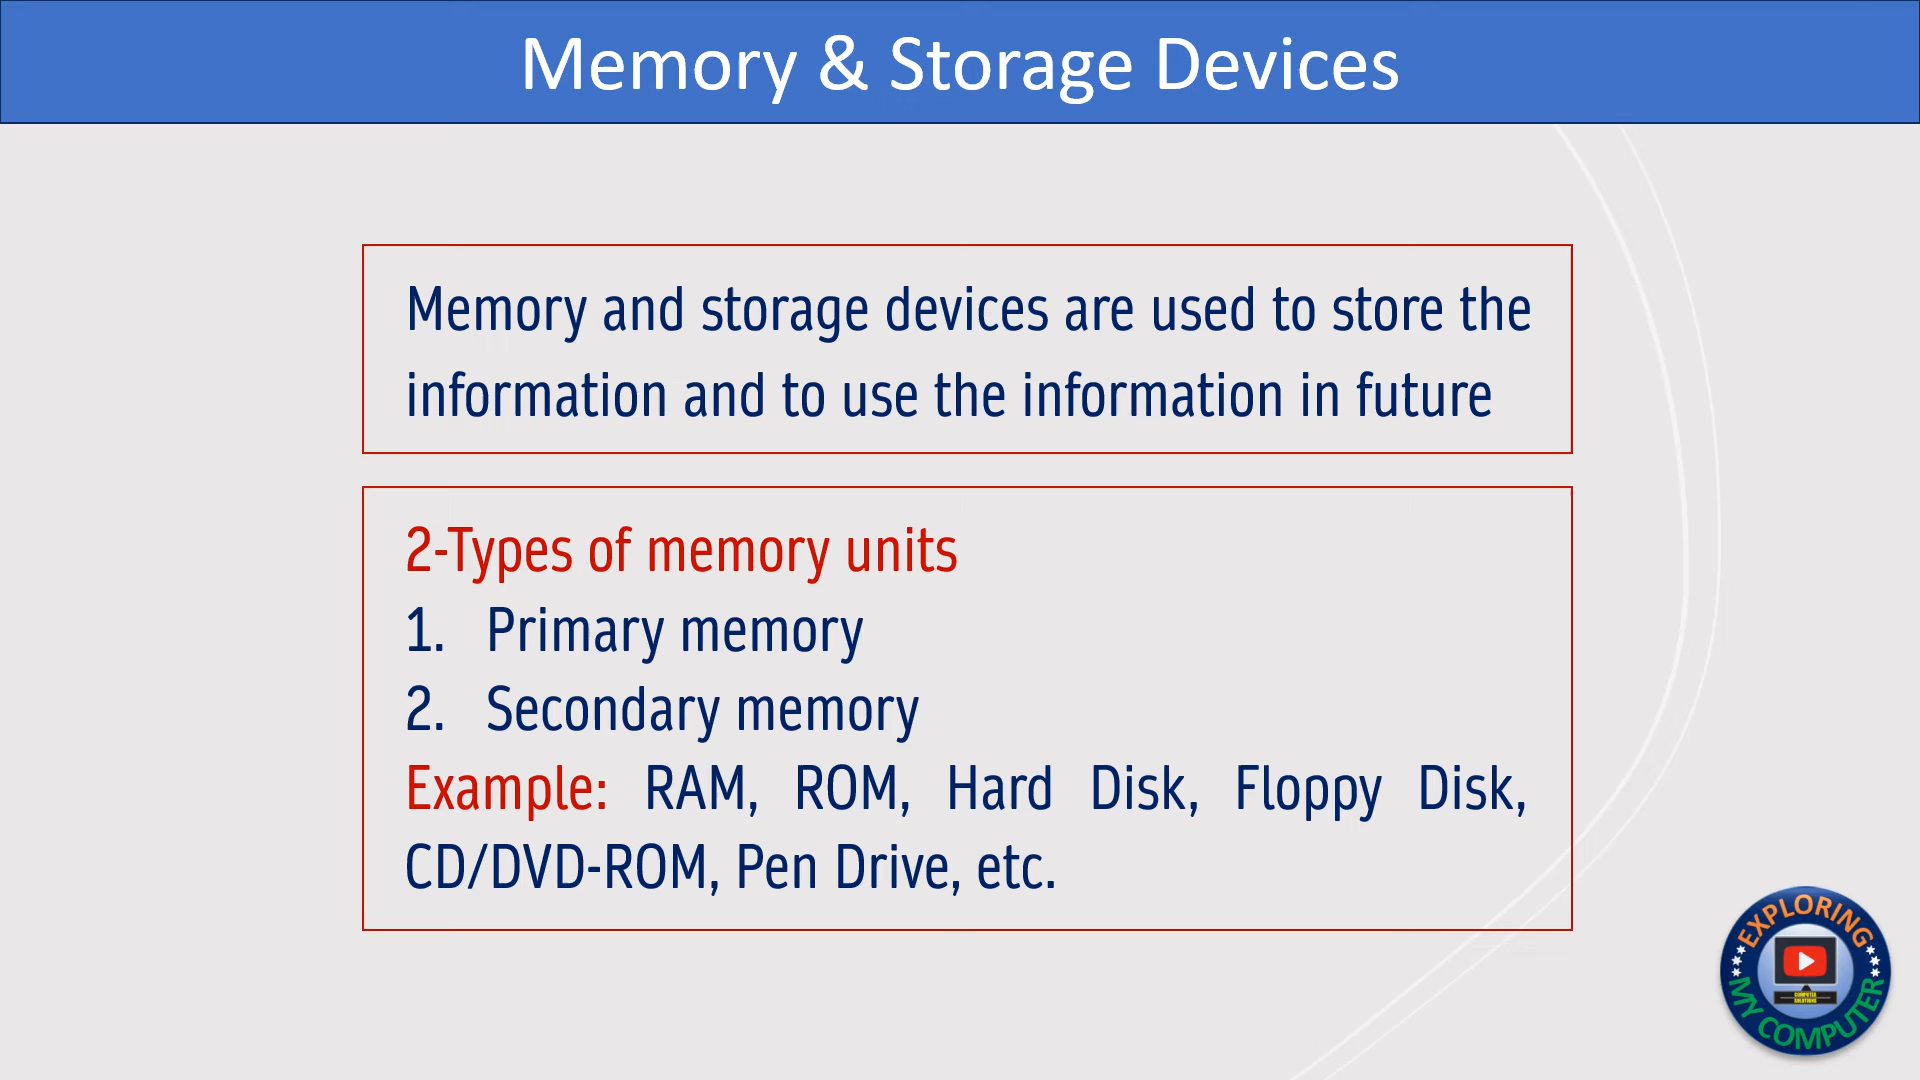 Memory & Storage Devices
Memory and storage devices are used to store the
information and to use the information in future
2-Types of memory units
1. Primary memory
2. Secondary memory
Example: RAM, ROM, Hard Disk, Floppy Disk,
CD/DVD-ROM, Pen Drive, etc.
EXPLORING
COMPUTER
SOLUTIONS
MY COMPUTER